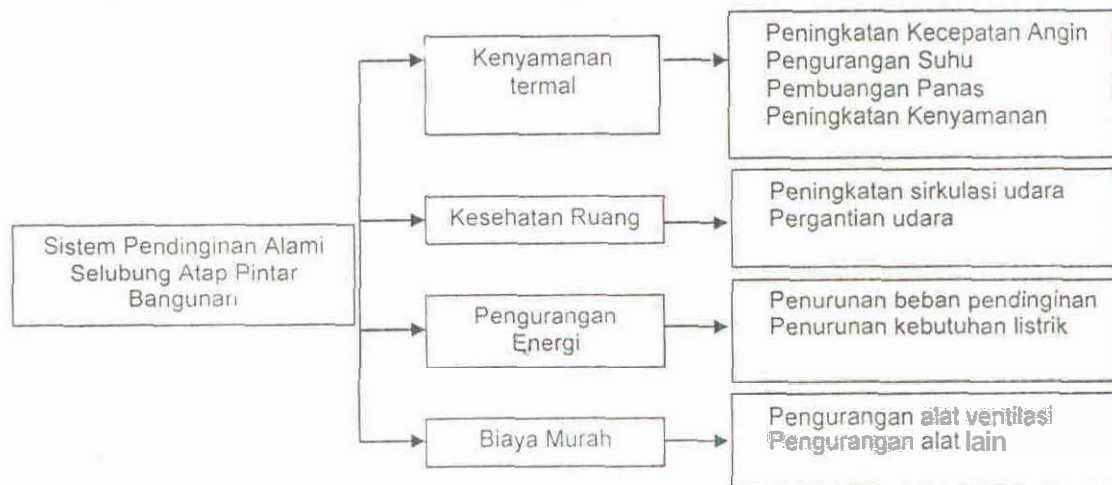 Kenyamanan
termal
Peningkatan Kecepatan Angin
Pengurangan Suhu
Pembuangan Panas
Peningkatan Kenyamanan
Kesehatan Ruang
Peningkatan sirkulasi udara
Pergantian udara
Sistem Pendinginan Alami
Selubung Atap Pintar
Bangunan
Pengurangan
Energi
Penurunan beban pendinginan
Penurunan kebutuhan listrik
Biaya Murah
Pengurangan alat ventilasi
Pengurangan alat lain